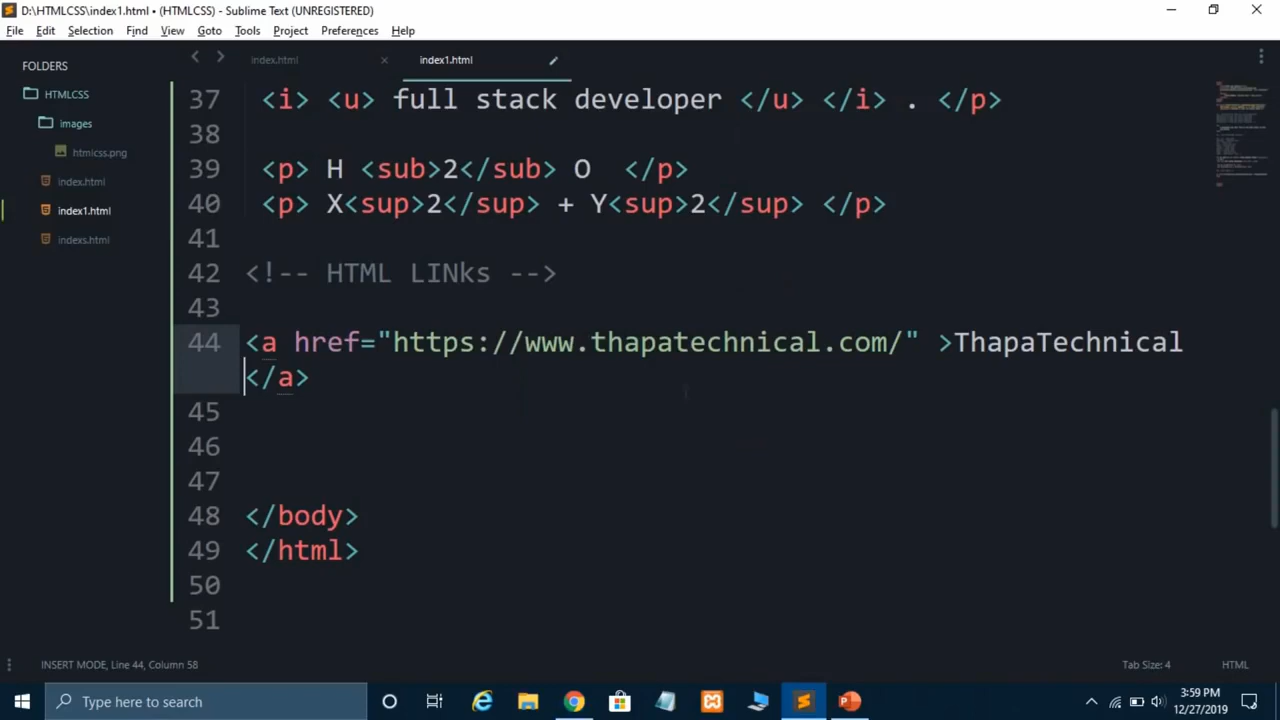 D:\HTMLCSS\index1.html • (HTMLCSS) - Sublime Text (UNREGISTERED)
File Edit Selection Find View Goto Tools Project Preferences Help
FOLDERS
HTMLCSS
images
htmlcss.png
index.html
index1.html
indexs.html
index.html
index1.html
37 <i> <u> full stack developer </u> </i> . </p>
38
39 <p> H <sub>2</sub> O </p>
40 <p> X<sup>2</sup> + Y<sup>2</sup> </p>
41
42 <!-- HTML LINks -->
43
44 <a href="https://www.thapatechnical.com/" >ThapaTechnical
</a>
45
46
47
48 </body>
49 </html>
50
51
INSERT MODE, Line 44, Column 58
Tab Size: 4
HTML
Type here to search
3:59 PM
12/27/2019